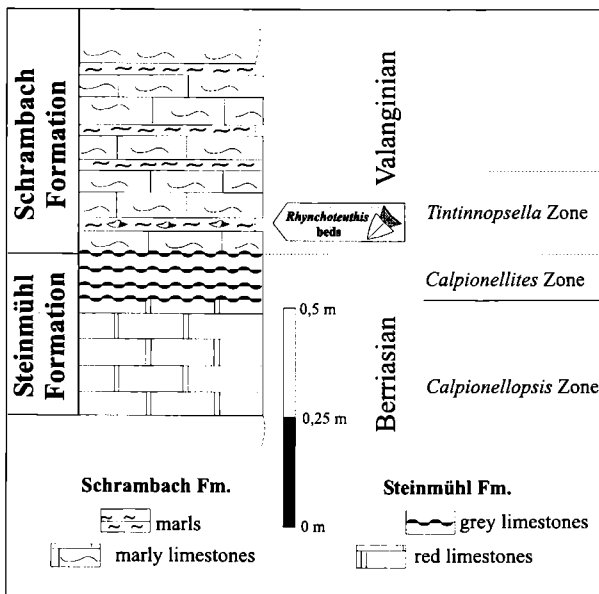 Schrambach
Formation
Steinmühl
Formation
Valanginian
Berriasian
Rhynchoteuthis
beds
Tintinnopsella Zone
Calpionellites Zone
Calpionellopsis Zone
0,5 m
0,25 m
0 m
Schrambach Fm.
marls
marly limestones
Steinmühl Fm.
grey limestones
red limestones